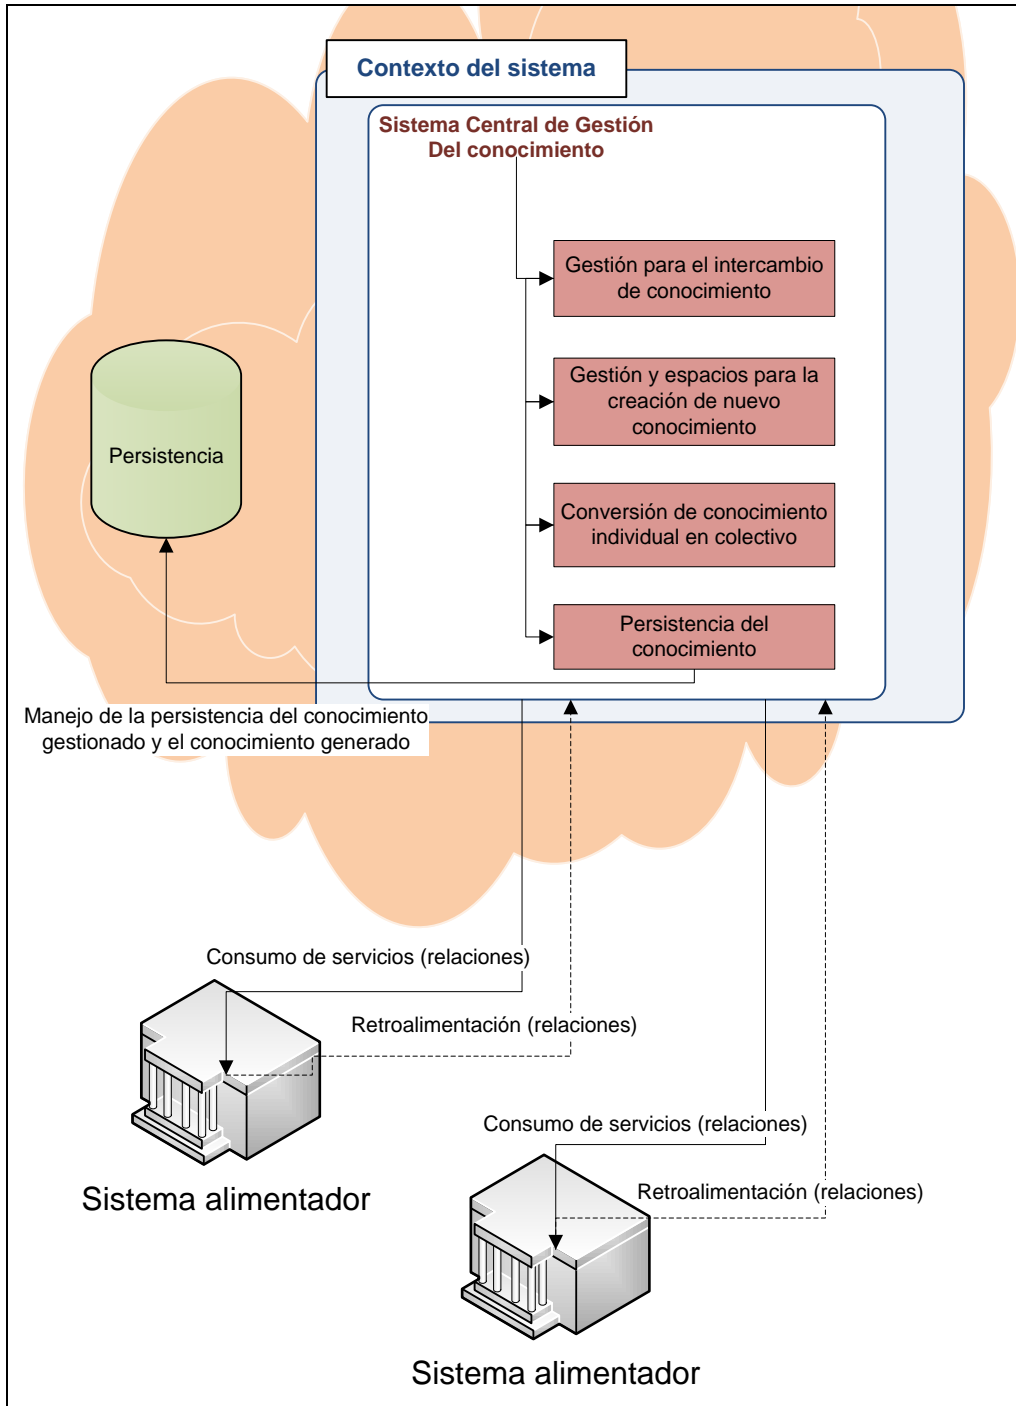 Contexto del sistema
Sistema Central de Gestión
Del conocimiento
Gestión para el intercambio
de conocimiento
Gestión y espacios para la
creación de nuevo
conocimiento
Persistencia
Conversión de conocimiento
individual en colectivo
Persistencia del
conocimiento
Manejo de la persistencia del conocimiento
gestionado y el conocimiento generado
Consumo de servicios (relaciones)
Retroalimentación (relaciones)
Sistema alimentador
Consumo de servicios (relaciones)
Retroalimentación (relaciones)
Sistema alimentador